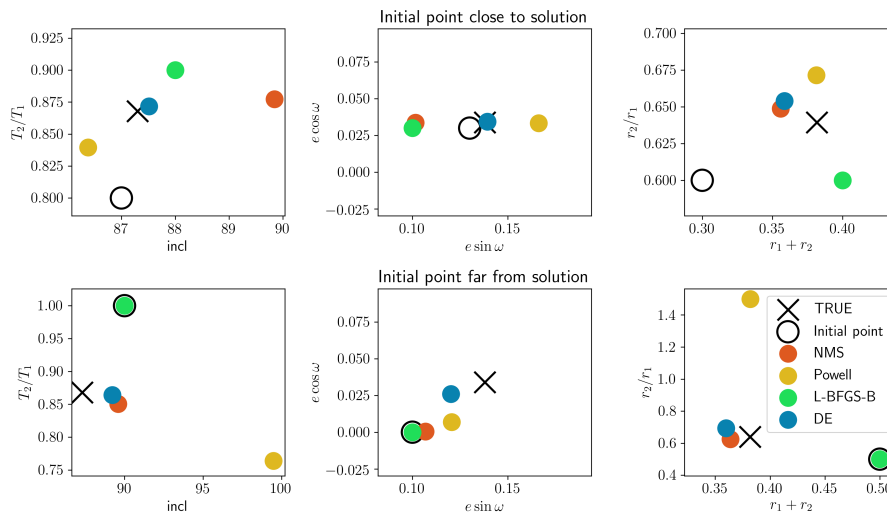 Initial point close to solution
0.925
0.900
0.875
0.850
0.825
0.800
T₂/T₁
87
88
89
90
incl
0.075
0.050
0.025
0.000
−0.025
e cos ω
0.10
0.15
e sin ω
0.700
0.675
0.650
0.625
0.600
r₂/r₁
0.30
0.35
0.40
r₁ + r₂
Initial point far from solution
1.00
0.95
0.90
0.85
0.80
0.75
T₂/T₁
90
95
100
incl
0.075
0.050
0.025
0.000
−0.025
e cos ω
0.10
0.15
e sin ω
1.4
1.2
1.0
0.8
0.6
0.4
r₂/r₁
0.35
0.40
0.45
0.50
r₁ + r₂
TRUE
Initial point
NMS
Powell
L-BFGS-B
DE